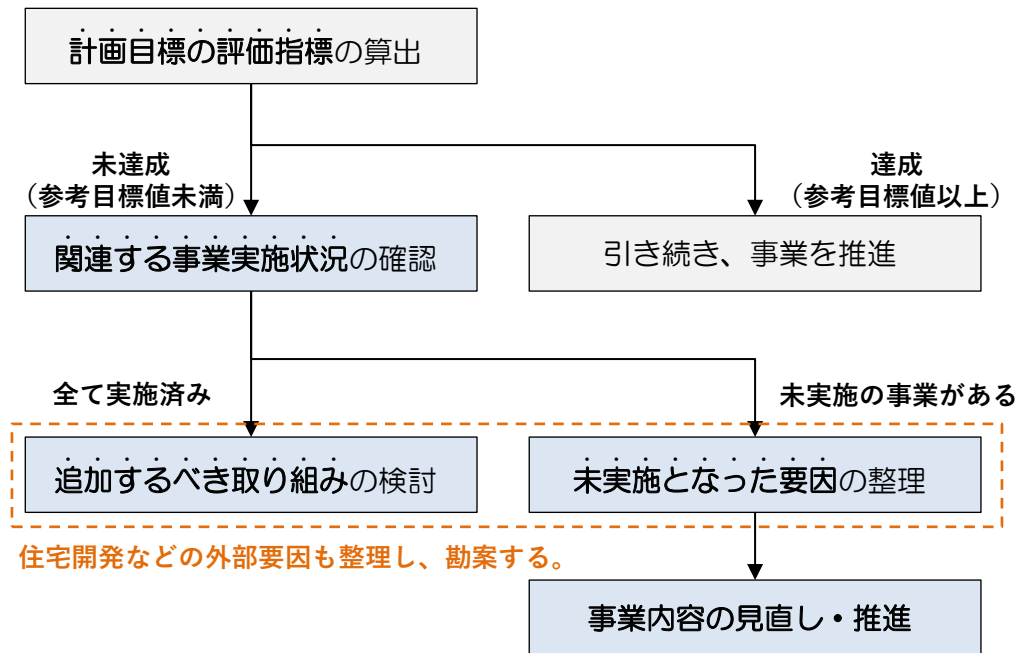 計画目標の評価指標の算出
未達成
（参考目標値未満）
達成
（参考目標値以上）
関連する事業実施状況の確認
引き続き、事業を推進
全て実施済み
未実施の事業がある
追加するべき取り組みの検討
未実施となった要因の整理
住宅開発などの外部要因も整理し、勘案する。
事業内容の見直し・推進